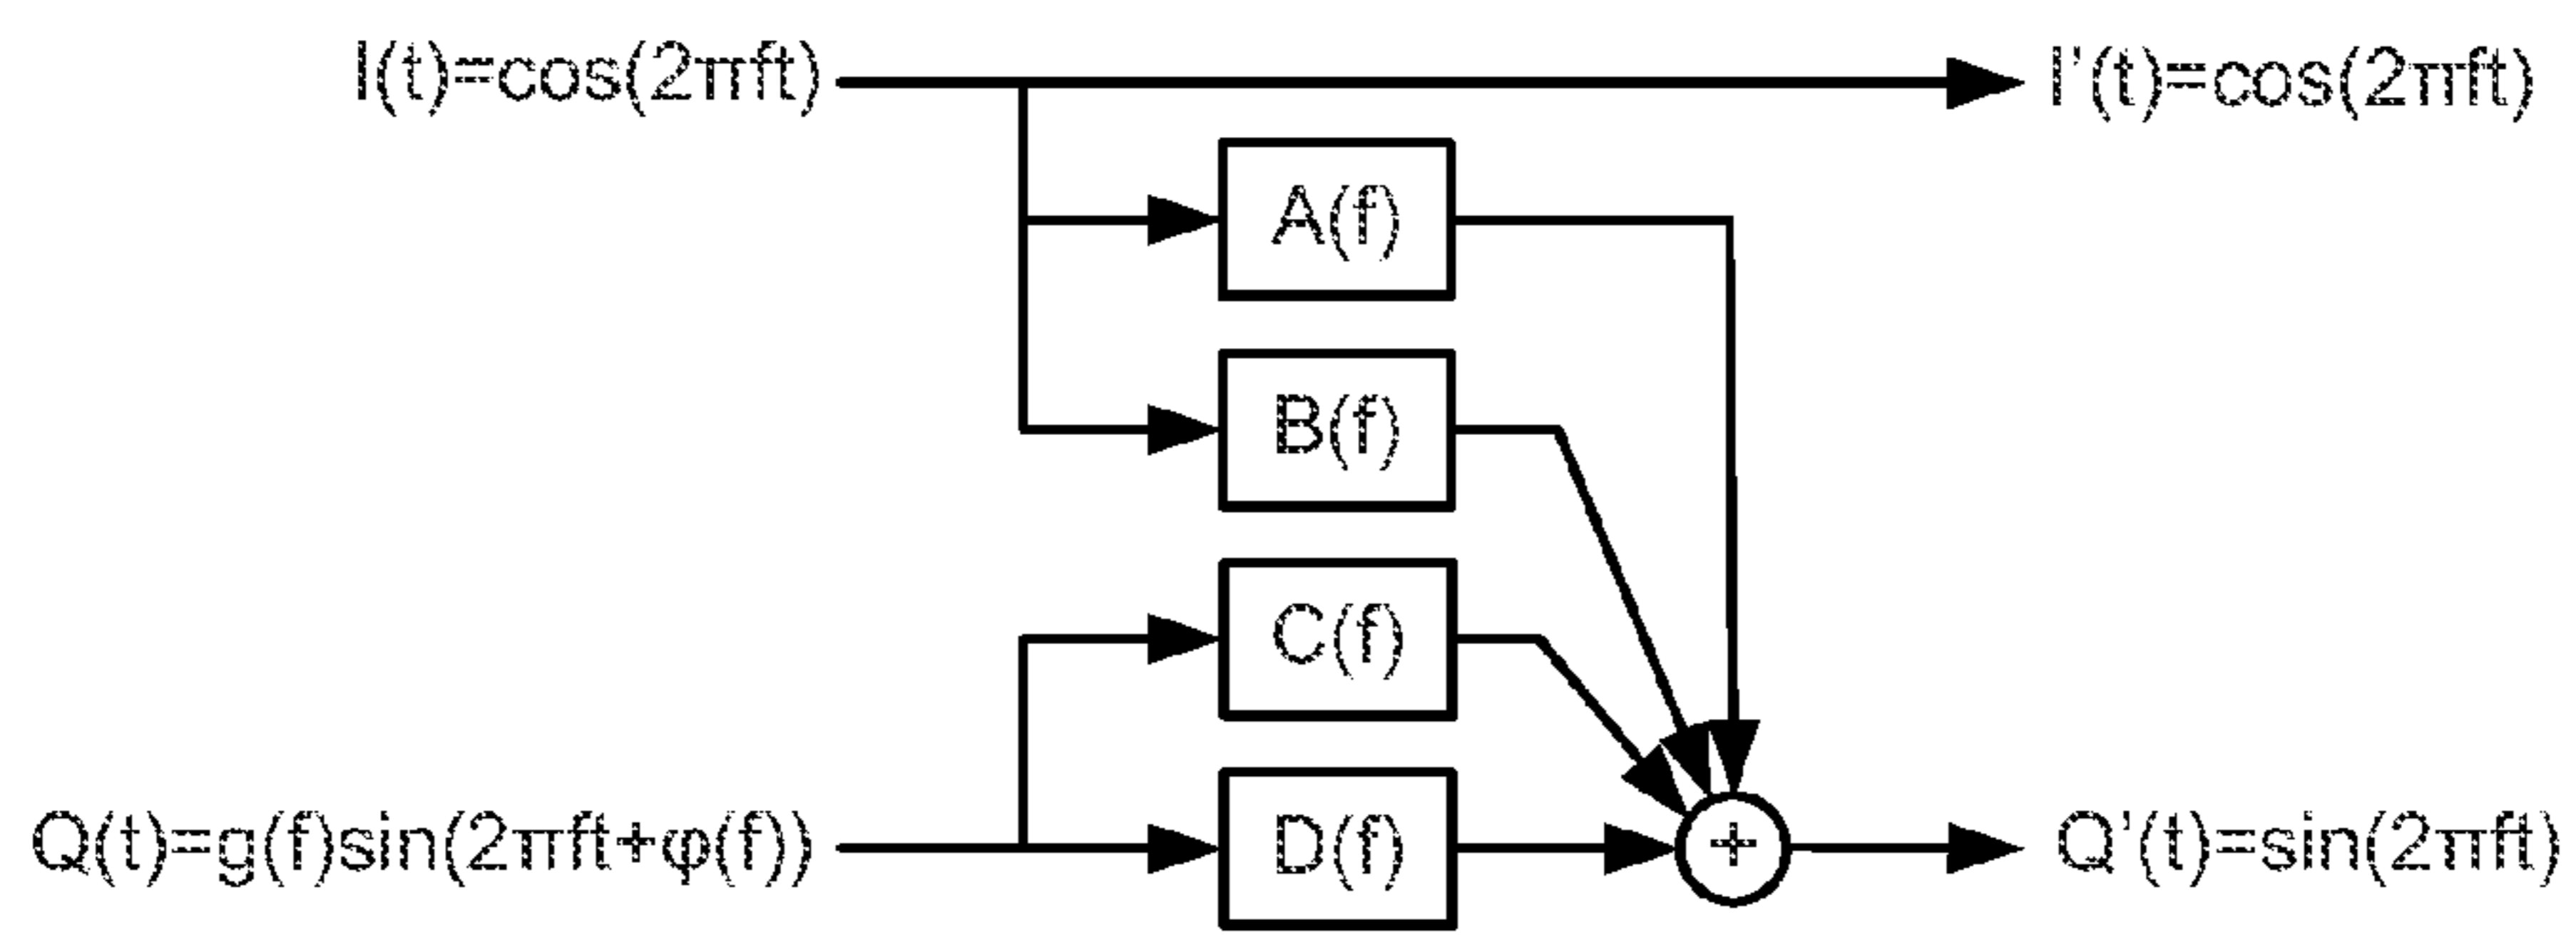 I(t)=cos(2πft)
I’(t)=cos(2πft)
A(f)
B(f)
C(f)
Q(t)=g(f)sin(2πft+φ(f))
D(f)
+
Q’(t)=sin(2πft)